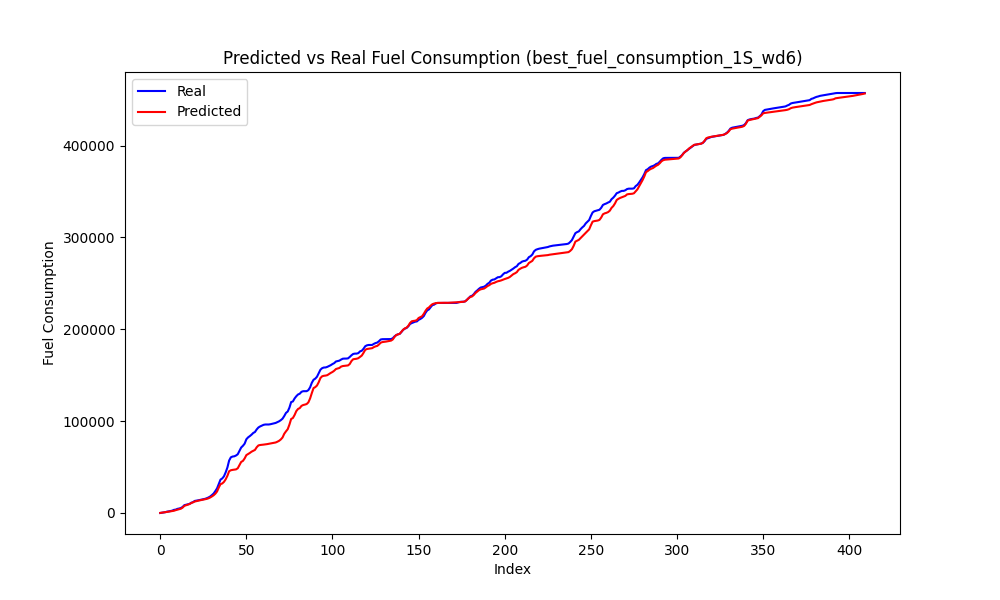 Predicted vs Real Fuel Consumption (best_fuel_consumption_1S_wd6)
Real
Predicted
Fuel Consumption
400000
300000
200000
100000
0
0 50 100 150 200 250 300 350 400
Index